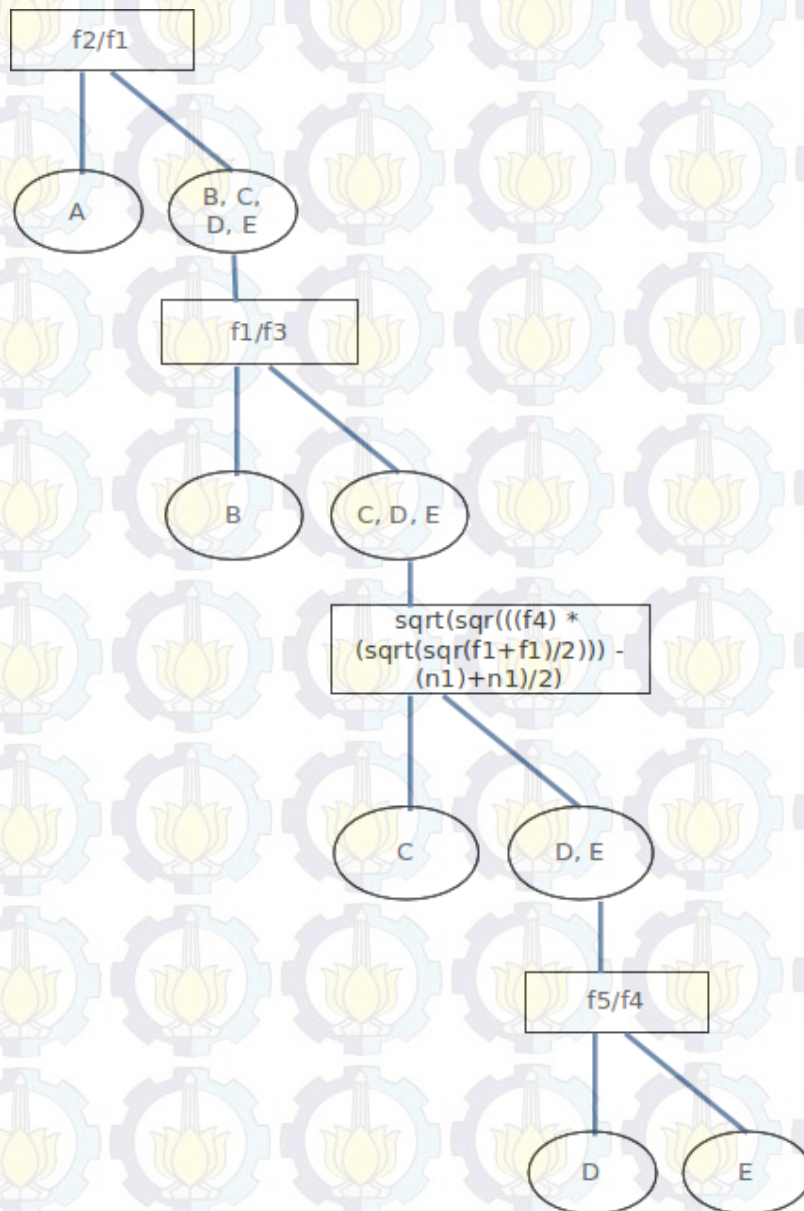 f2/f1
A
B, C,
D, E
f1/f3
B
C, D, E
sqrt(sqr(((f4) *
(sqrt(sqr(f1+f1)/2))) -
(n1)+n1)/2)
C
D, E
f5/f4
D
E